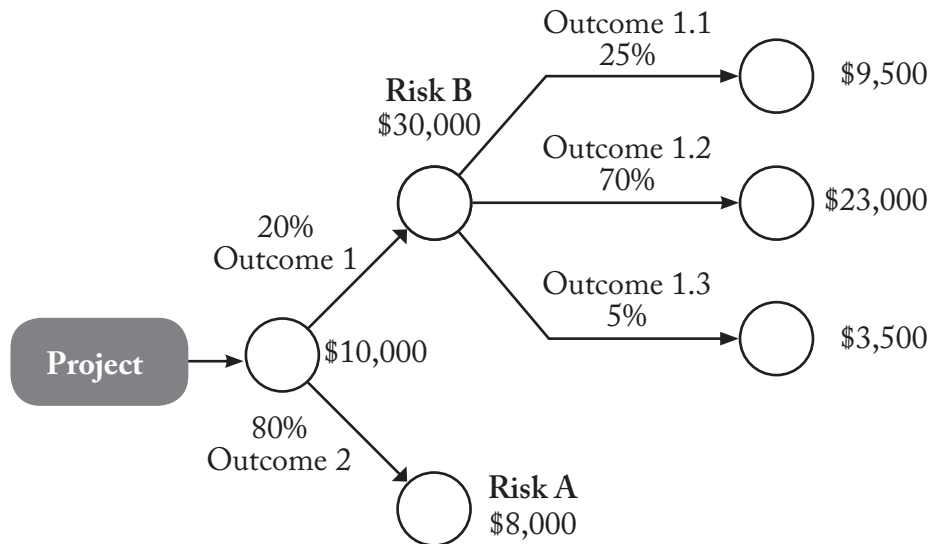 Outcome 1.1
25%
$9,500
Risk B
$30,000
Outcome 1.2
70%
$23,000
20%
Outcome 1
Outcome 1.3
5%
$3,500
Project
$10,000
80%
Outcome 2
Risk A
$8,000